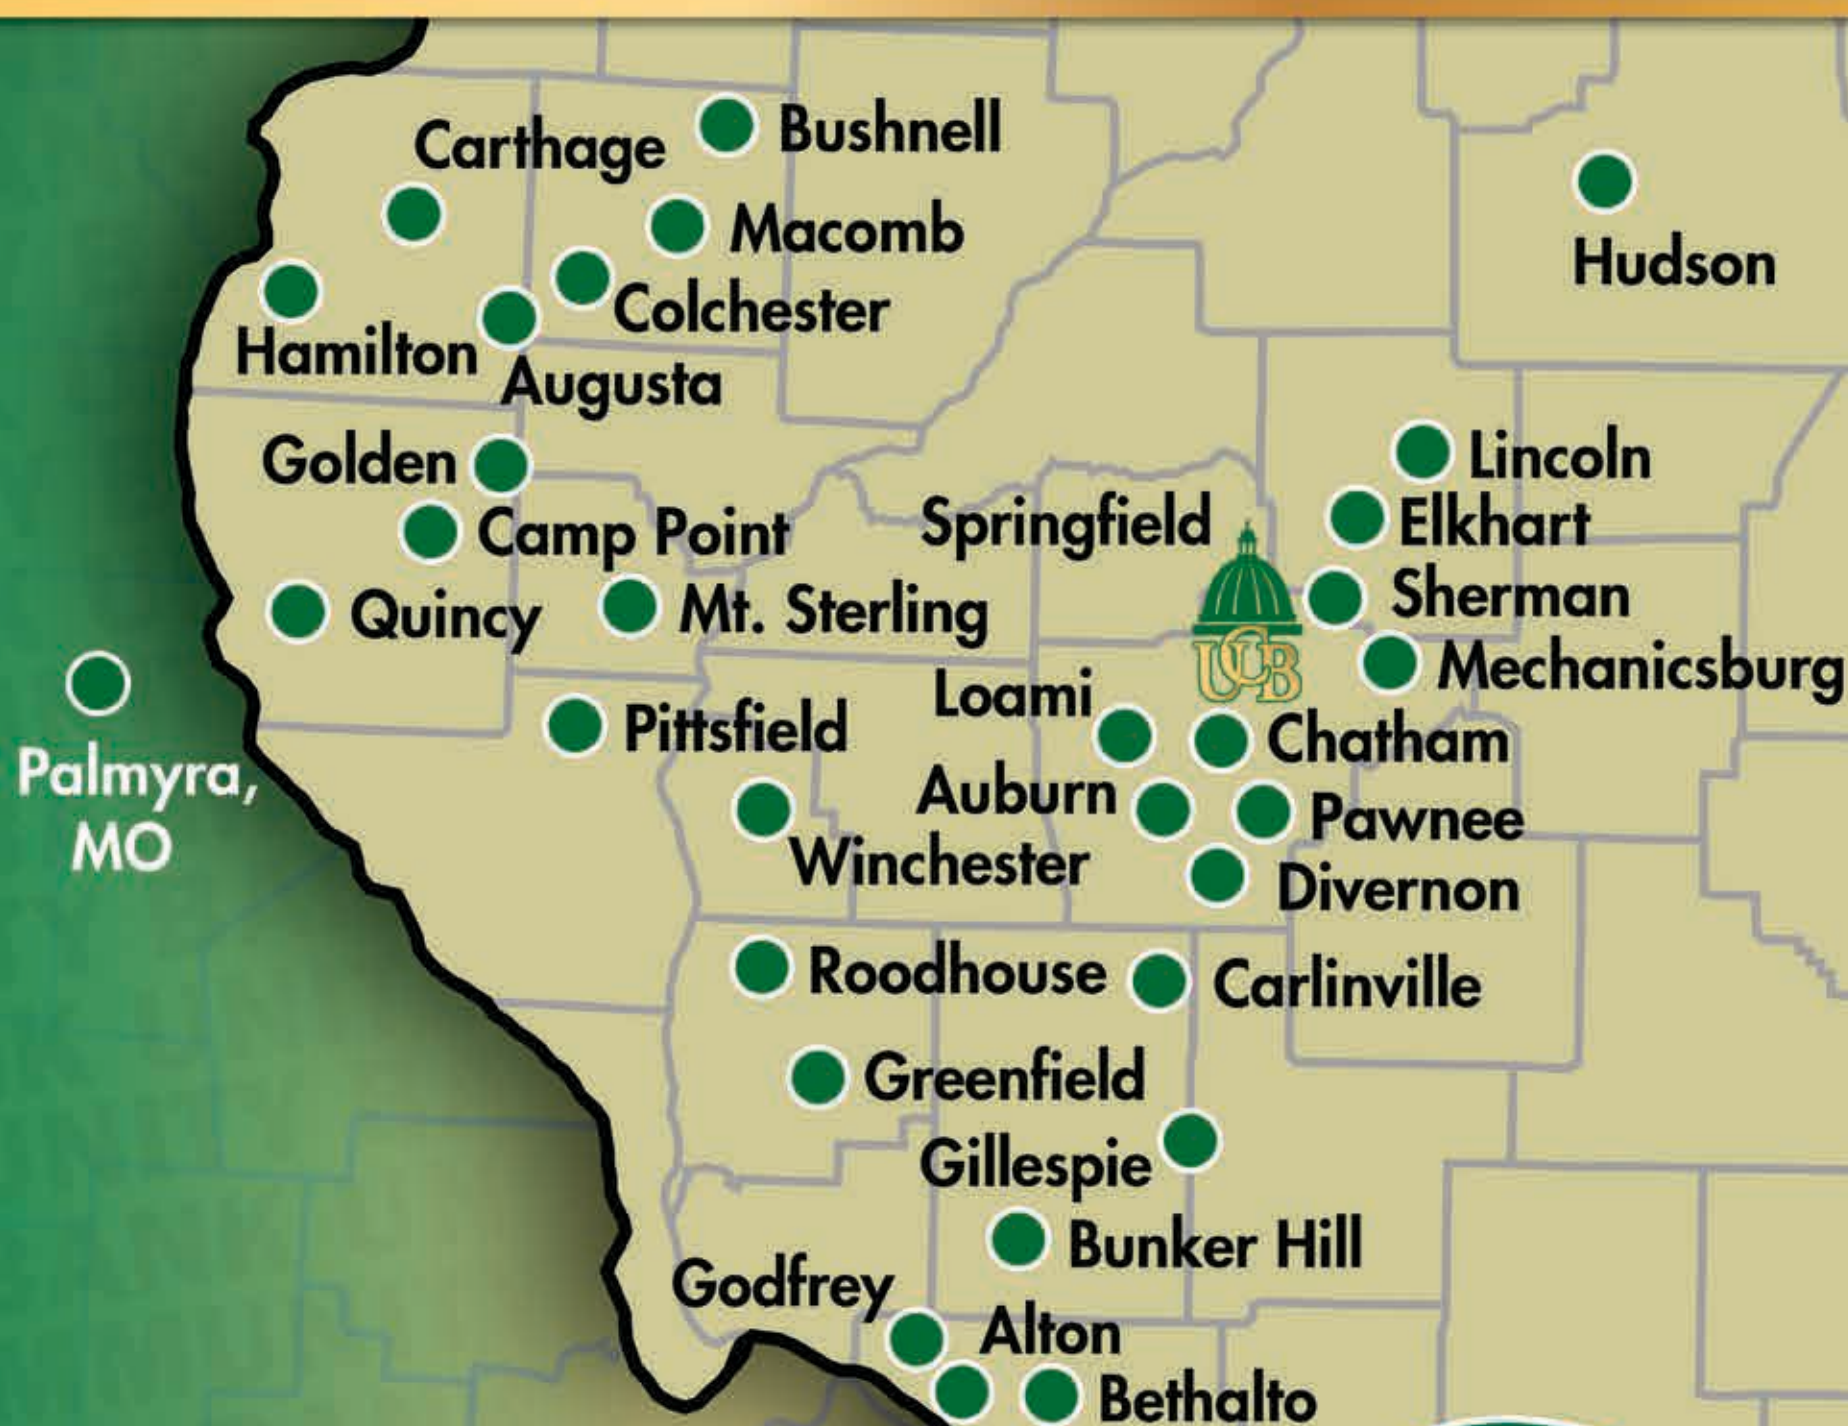 Carthage
Bushnell
Macomb
Hudson
Colchester
Hamilton
Augusta
Golden
Lincoln
Camp Point
Springfield
Elkhart
Quincy
Mt. Sterling
Sherman
UCB
Mechanicsburg
Loami
Pittsfield
Chatham
Palmyra,
MO
Auburn
Pawnee
Winchester
Divernon
Roodhouse
Carlinville
Greenfield
Gillespie
Bunker Hill
Godfrey
Alton
Bethalto